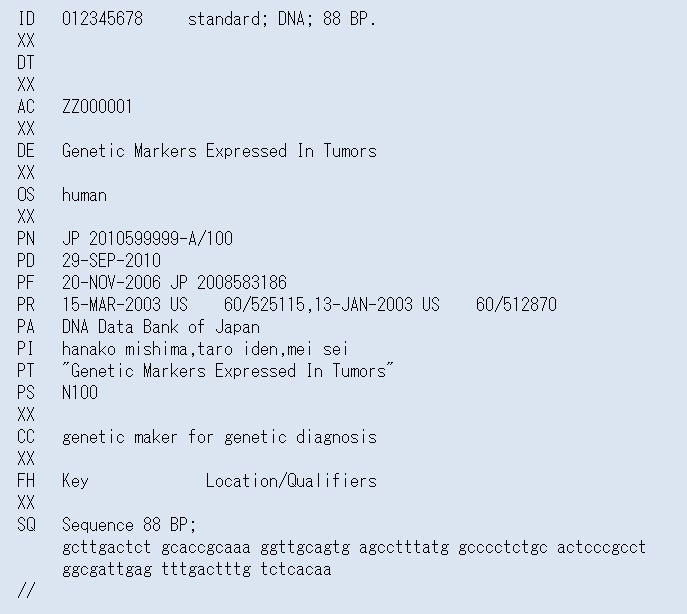 ID   012345678     standard; DNA; 88 BP.
XX
DT
XX
AC   ZZ000001
XX
DE   Genetic Markers Expressed In Tumors
XX
OS   human
XX
PN   JP 2010599999-A/100
PD   29-SEP-2010
PF   20-NOV-2006 JP 2008583186
PR   15-MAR-2003 US    60/525115,13-JAN-2003 US    60/512870
PA   DNA Data Bank of Japan
PI   hanako mishima,taro iden,mei sei
PT   "Genetic Markers Expressed In Tumors"
PS   N100
XX
CC   genetic maker for genetic diagnosis
XX
FH   Key             Location/Qualifiers
XX
SQ   Sequence 88 BP;
     gcttgactct gcaccgcaaa ggttgcagtg agcctttatg gcccctctgc actcccgcct
     ggcgattgag tttgactttg tctcacaa
//